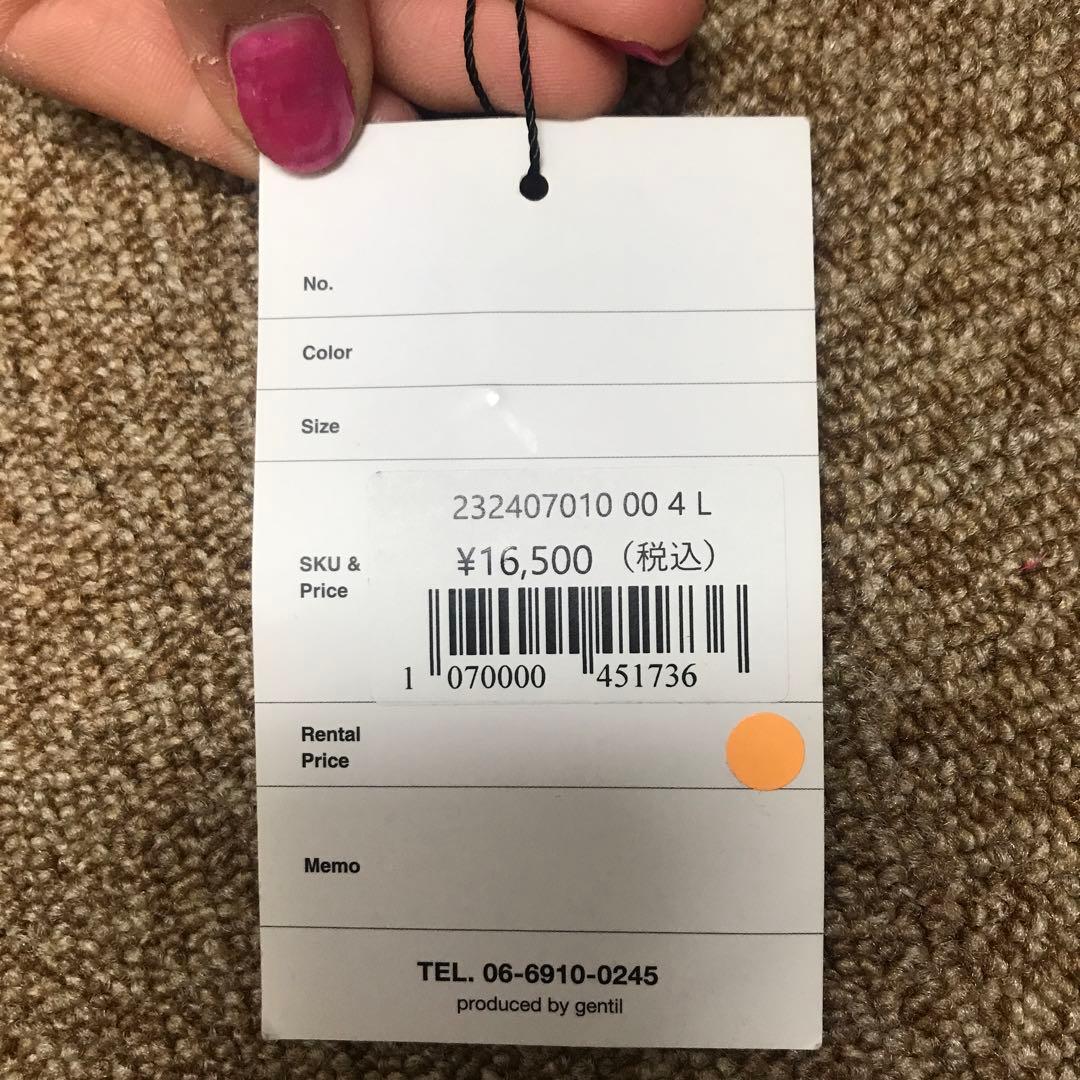 No.
Color
Size
232407010 00 4 L
SKU &
Price
¥16,500 (税込)
1 070000 451736
Rental
Price
Memo
TEL. 06-6910-0245
produced by gentil